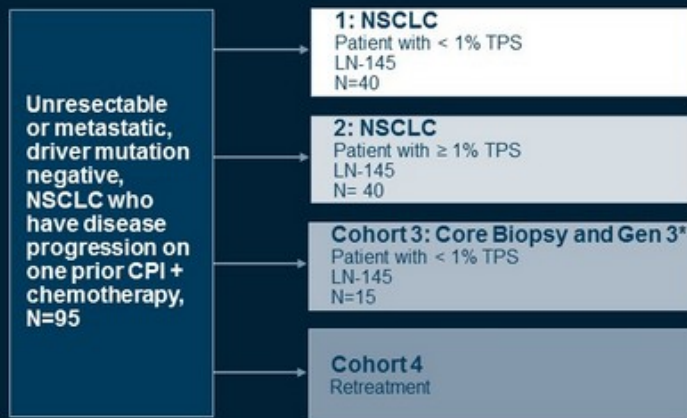 Unresectable
or metastatic,
driver mutation
negative,
NSCLC who
have disease
progression on
one prior CPI +
chemotherapy,
N=95
1: NSCLC
Patient with < 1% TPS
LN-145
N=40
2: NSCLC
Patient with ≥ 1% TPS
LN-145
N= 40
Cohort 3: Core Biopsy and Gen 3*
Patient with < 1% TPS
LN-145
N=15
Cohort 4
Retreatment